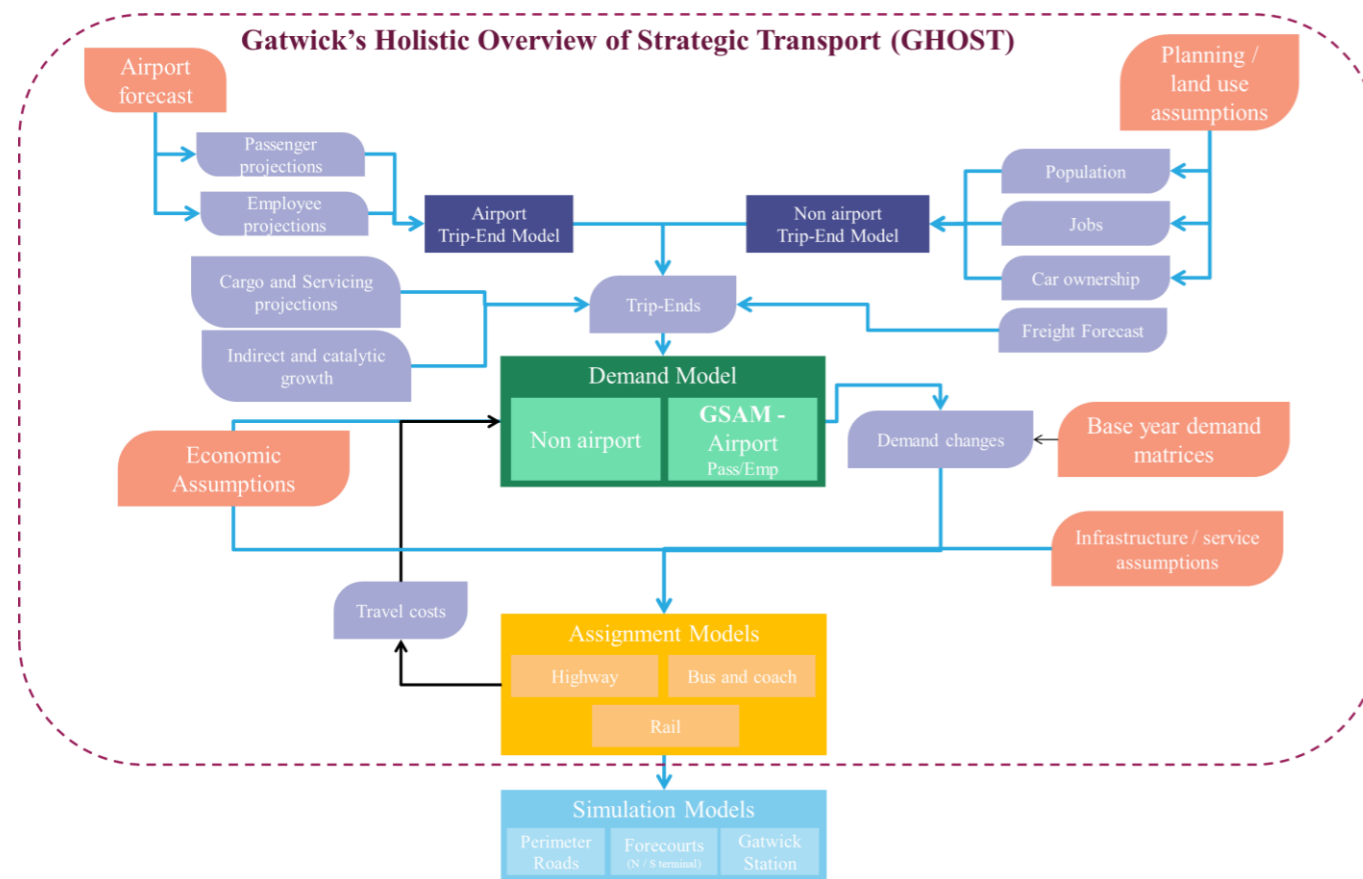 Gatwick's Holistic Overview of Strategic Transport (GHOST)
Airport
forecast
Planning /
land use
assumptions
Passenger
projections
Population
Employee
projections
Airport
Trip-End Model
Non airport
Trip-End Model
Jobs
Cargo and Servicing
projections
Trip-Ends
Car ownership
Freight Forecast
Indirect and catalytic
growth
Demand Model
Non airport
GSAM -
Airport
Pass/Emp
Demand changes
Base year demand
matrices
Economic
Assumptions
Infrastructure / service
assumptions
Travel costs
Assignment Models
Highway
Bus and coach
Rail
Simulation Models
Perimeter
Roads
Forecourts
(N / S terminal)
Gatwick
Station